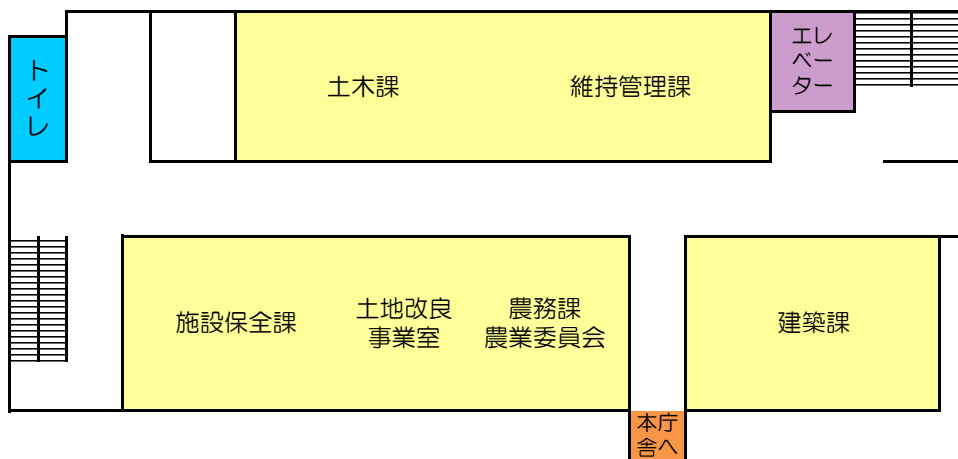 トイレ
土木課
維持管理課
エレ
ベー
ター
施設保全課
土地改良
事業室
農務課
農業委員会
建築課
本庁
舎へ